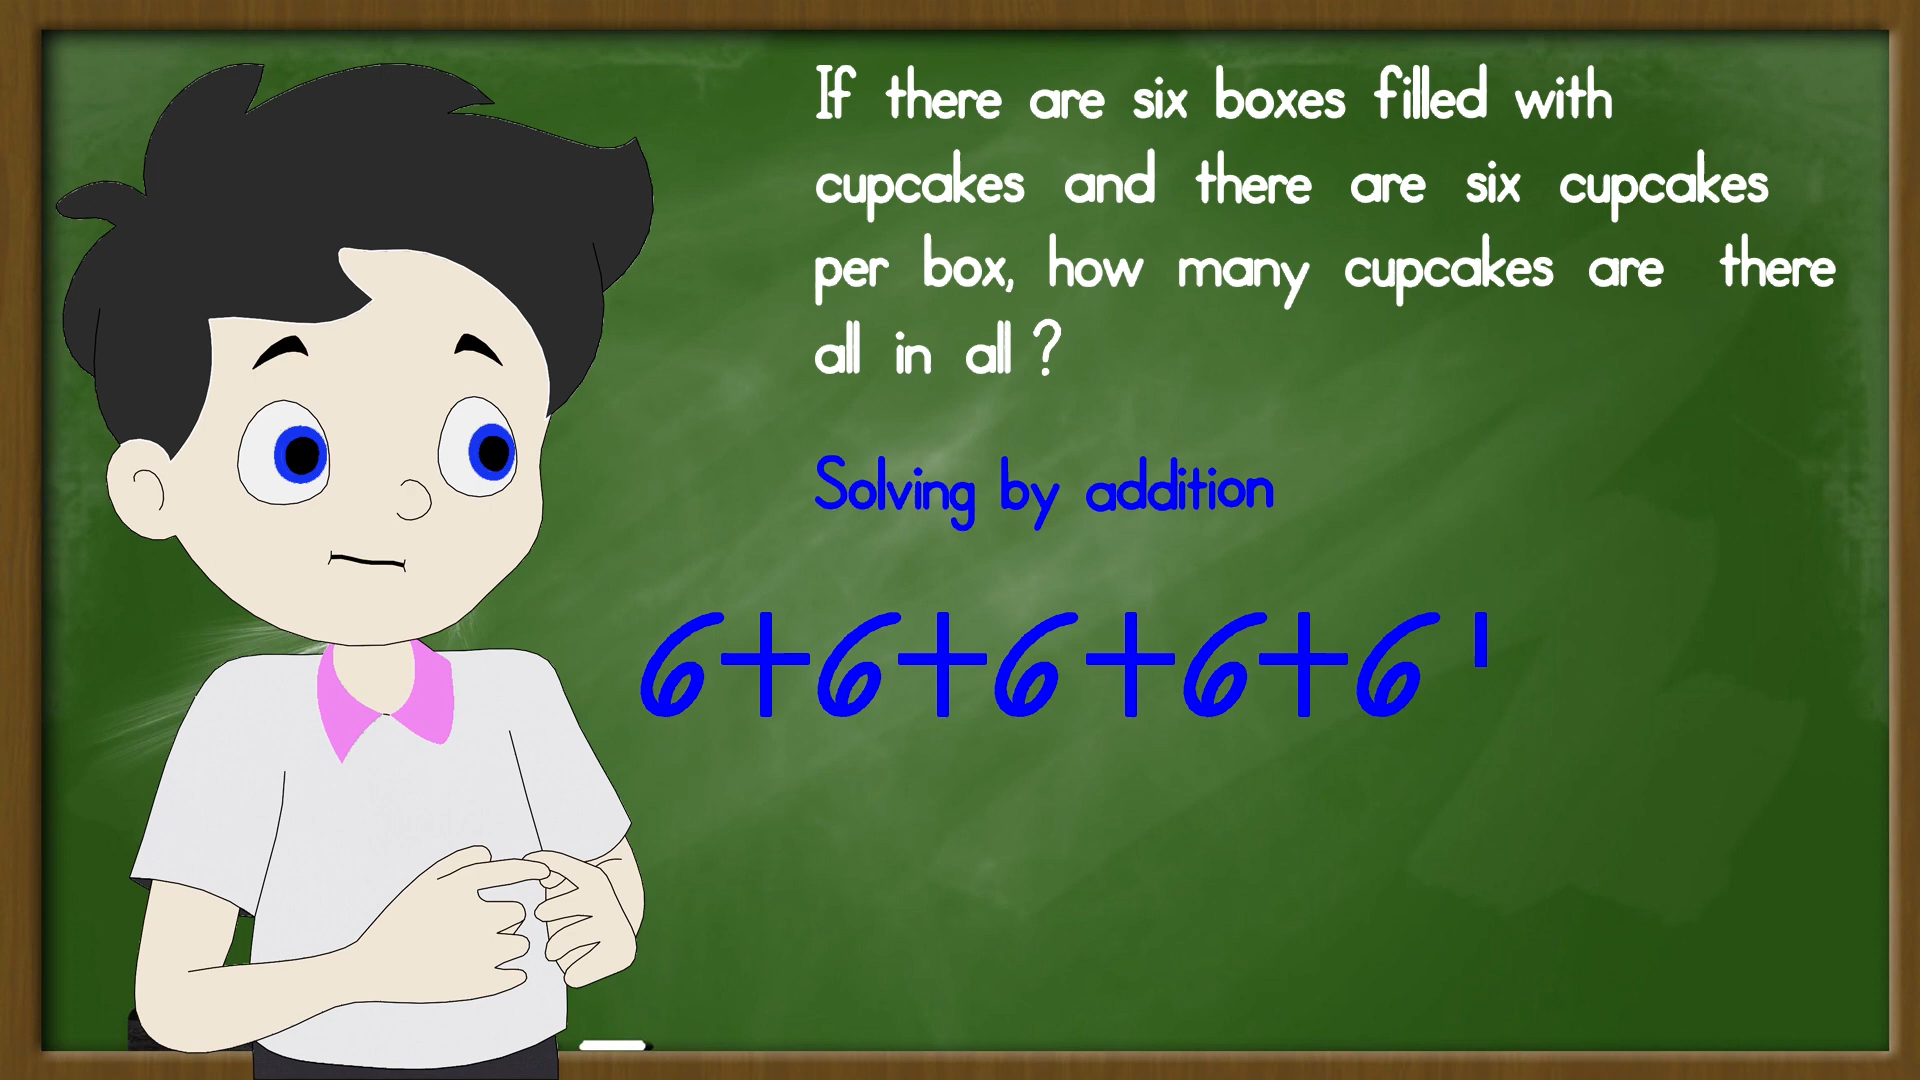 If there are six boxes filled with
cupcakes and there are six cupcakes
per box, how many cupcakes are there
all in all ?
Solving by addition
6+6+6+6+6 '